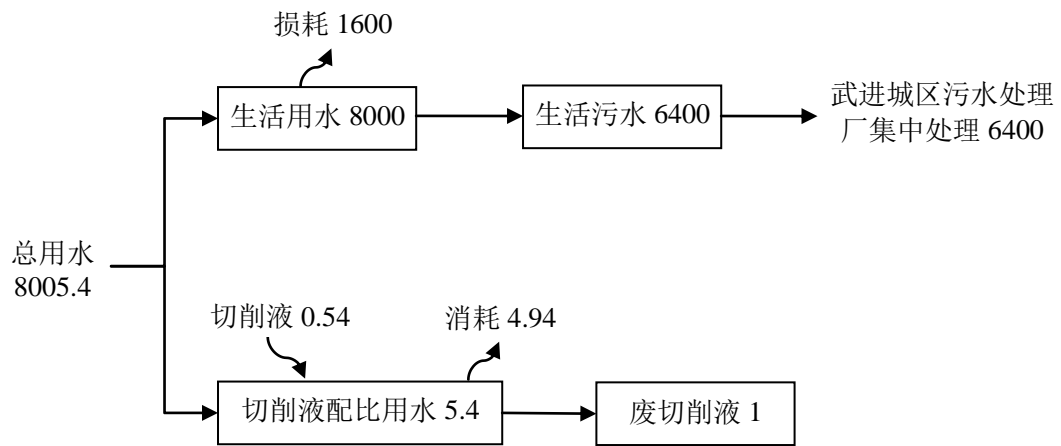 损耗 1600
生活用水 8000
生活污水 6400
武进城区污水处理
厂集中处理 6400
总用水
8005.4
切削液 0.54
消耗 4.94
切削液配比用水 5.4
废切削液 1